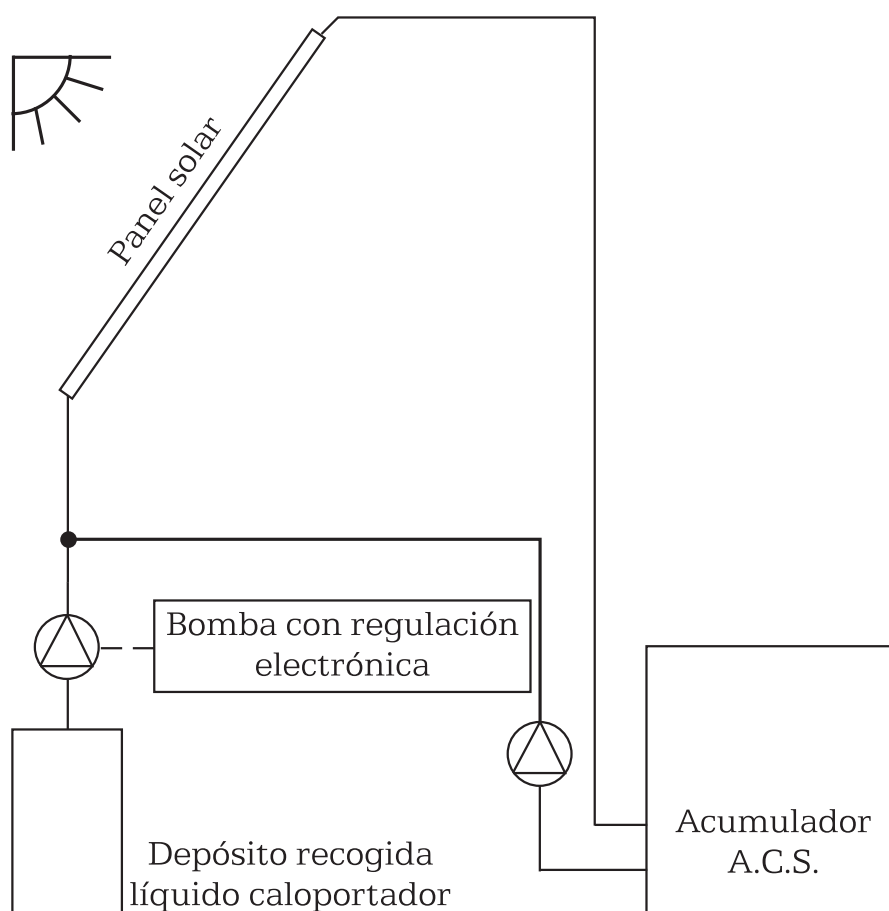 Panel solar
Bomba con regulación
electrónica
Acumulador
A.C.S.
Depósito recogida
líquido caloportador